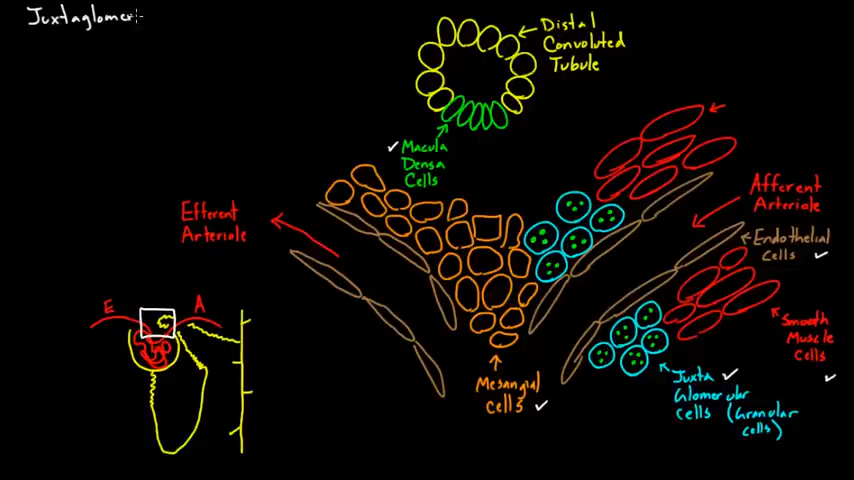 Juxtaglomer
Distal
Convoluted
Tubule
Macula
Densa
Cells
Efferent
Arteriole
Afferent
Arteriole
Endothelial
Cells
E
A
Smooth
Muscle
Cells
Mesangial
Cells
Juxta
Glomerular
cells (Granular
cells)